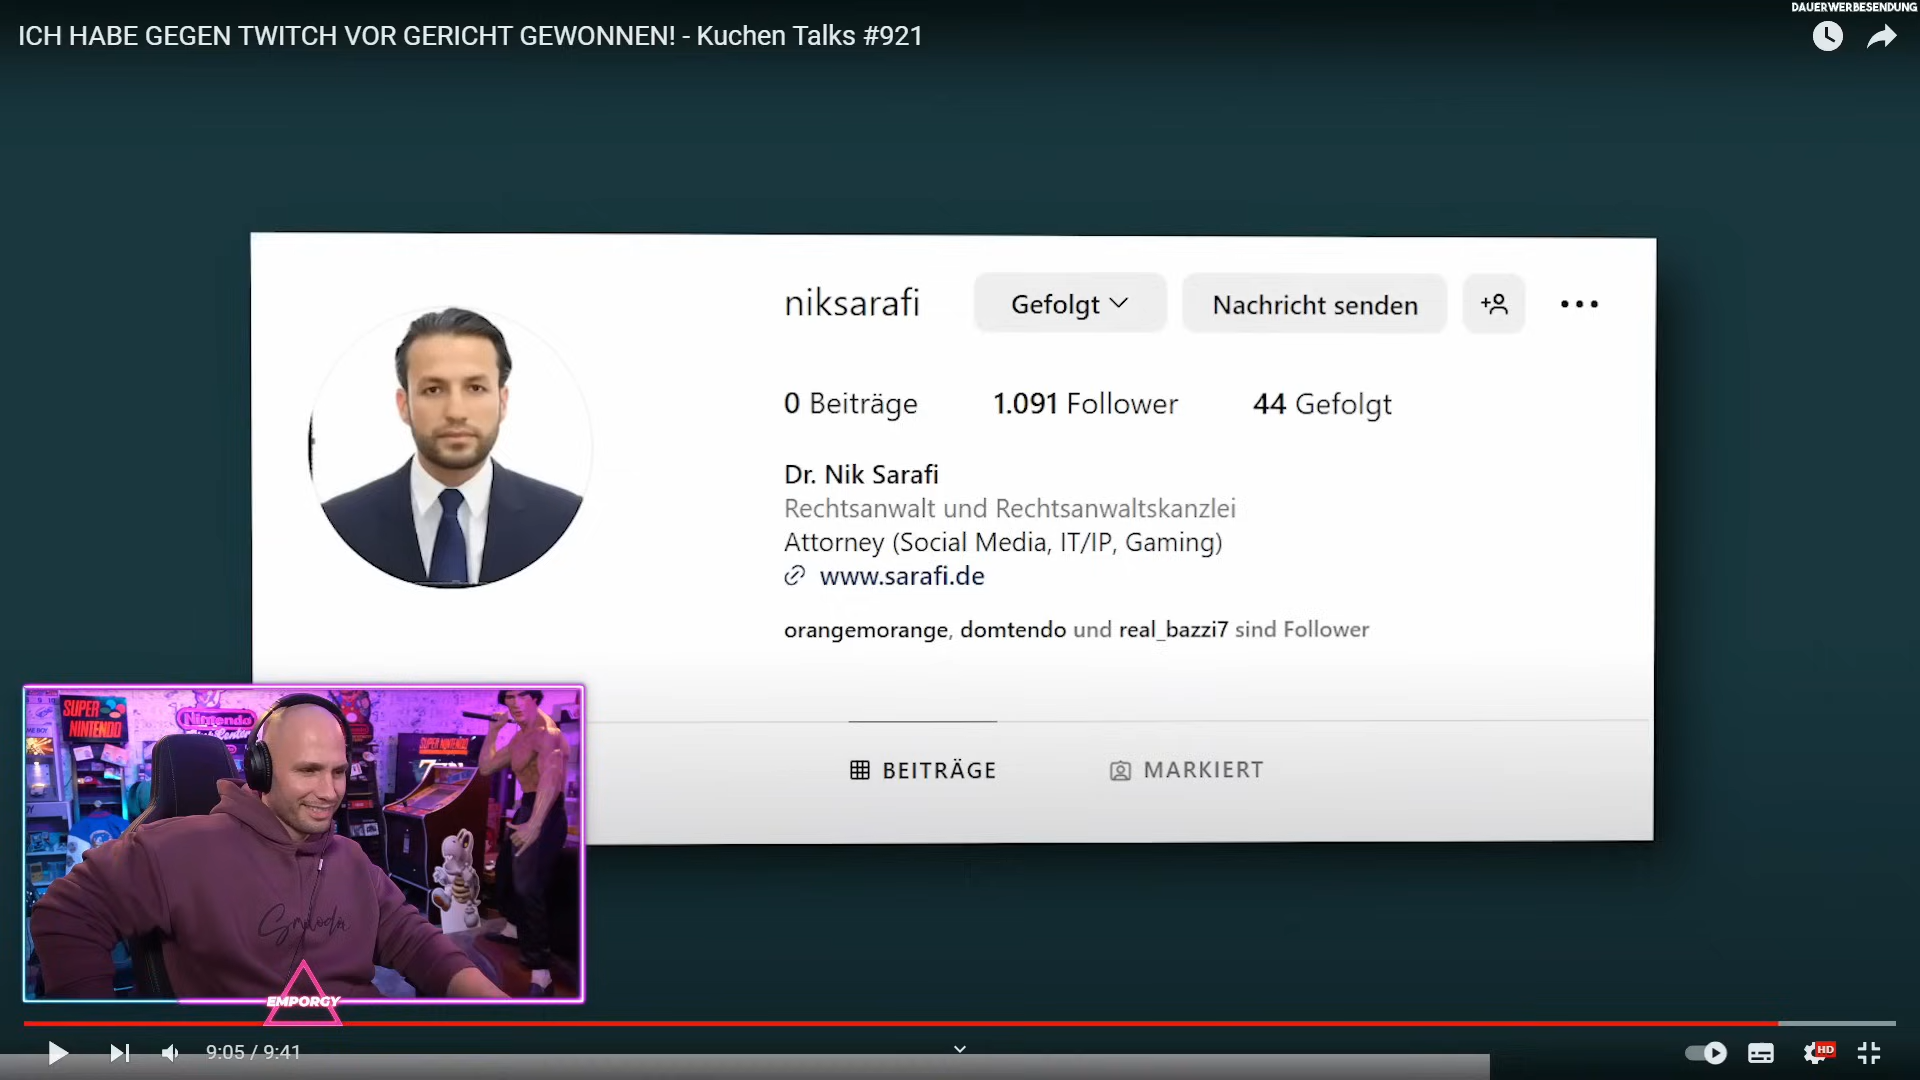 DAUERWERBESENDUNG
ICH HABE GEGEN TWITCH VOR GERICHT GEWONNEN! - Kuchen Talks #921
niksarafi Gefolgt Nachricht senden
0 Beiträge 1.091 Follower 44 Gefolgt
Dr. Nik Sarafi
Rechtsanwalt und Rechtsanwaltskanzlei
Attorney (Social Media, IT/IP, Gaming)
www.sarafi.de
orangemorange, domtendo und real_bazzi7 sind Follower
BEITRÄGE MARKIERT
SUPER
NINTENDO
Nintendo
SUPER NINTENDO
EMPORGY
9:05 / 9:41
HD